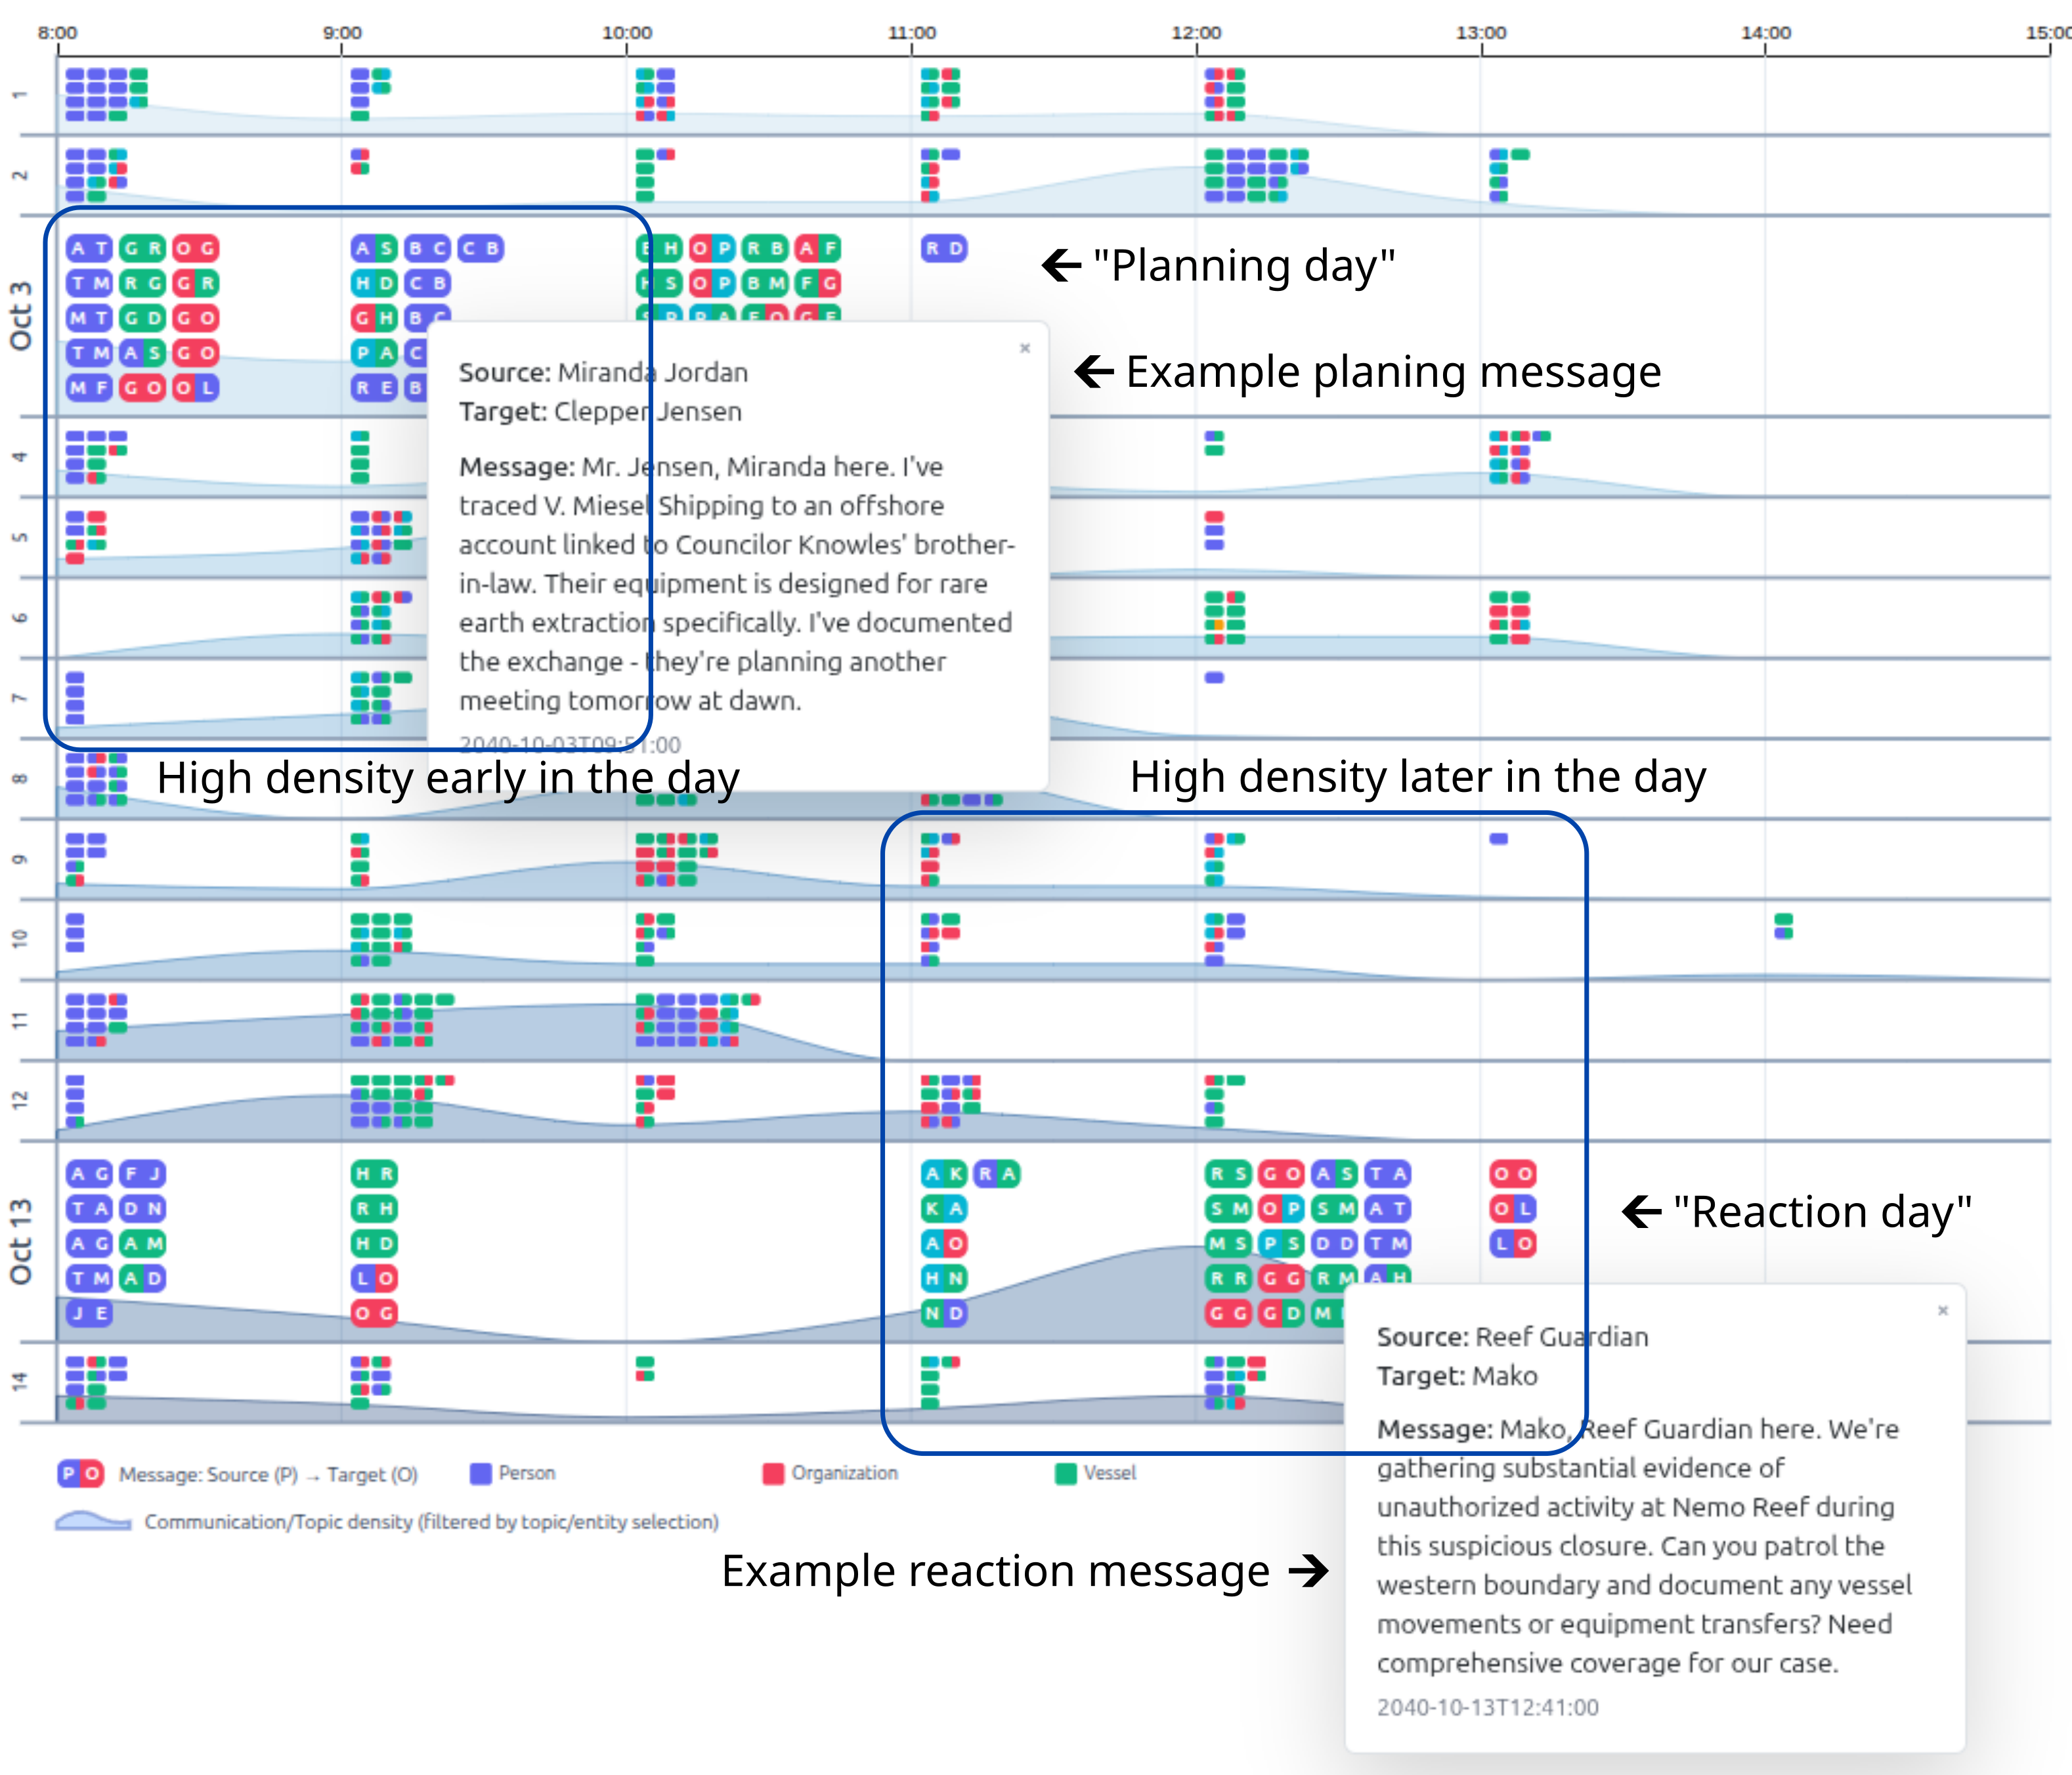 8:00 9:00 10:00 11:00 12:00 13:00 14:00
1
2
Oct 3
A T G R O G A S B C C B H O P R B A F R D
T M R G G R H D C B S O P B M F G
M T G D G O G H B
T M A S G O P A
M F G O O L R E B
← "Planning day"
← Example planing message
×
Source: Miranda Jordan
Target: Clepper Jensen
Message: Mr. Jensen, Miranda here. I've
traced V. Miesel Shipping to an offshore
account linked to Councilor Knowles' brother-
in-law. Their equipment is designed for rare
earth extraction specifically. I've documented
the exchange - they're planning another
meeting tomorrow at dawn.
2040-10-03T09:51:00
4
5
6
7
8
High density early in the day
High density later in the day
9
10
11
12
Oct 13
A G F J H R A K R A R S G O A S T A O O
T A D N R H K A S M O P S M A T O L
A G A M H D A O M S P S D D T M L O
T M A D L O H N R R G G R M A H
J E O G N D G G G D M
← "Reaction day"
14
×
Source: Reef Guardian
Target: Mako
Message: Mako, Reef Guardian here. We're
gathering substantial evidence of
unauthorized activity at Nemo Reef during
this suspicious closure. Can you patrol the
western boundary and document any vessel
movements or equipment transfers? Need
comprehensive coverage for our case.
2040-10-13T12:41:00
P O Message: Source (P) → Target (O) Person Organization Vessel
Communication/Topic density (filtered by topic/entity selection)
Example reaction message →